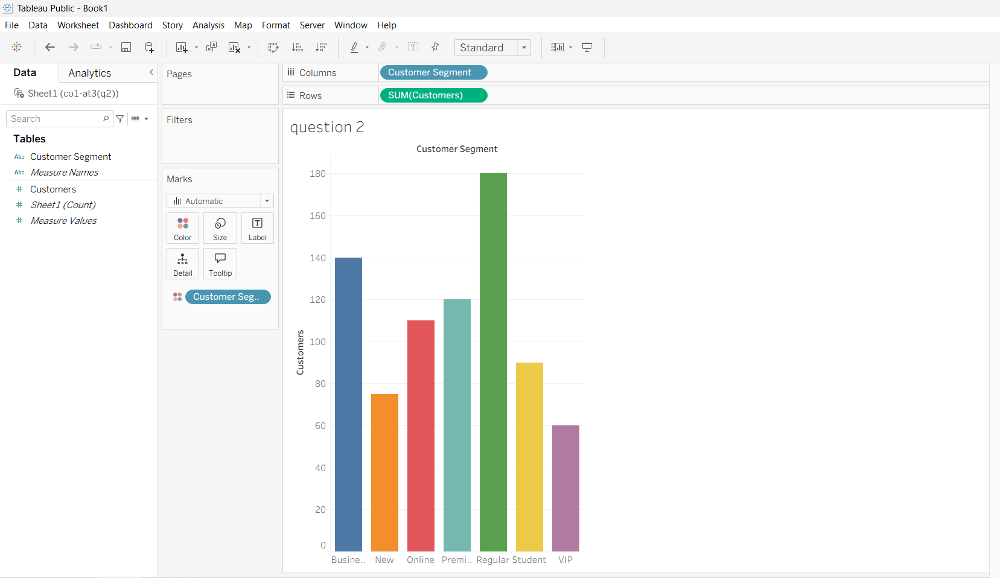 Tableau Public - Book1
File Data Worksheet Dashboard Story Analysis Map Format Server Window Help
Standard
Data
Analytics
Sheet1 (co1-at3(q2))
Search
Tables
Abc Customer Segment
Abc Measure Names
Customers
Sheet1 (Count)
Measure Values
Pages
Filters
Marks
Automatic
Color Size Label
Detail Tooltip
Customer Seg..
Columns Customer Segment
Rows SUM(Customers)
question 2
Customer Segment
Customers
180
160
140
120
100
80
60
40
20
0
Busine.. New Online Premi.. Regular Student VIP